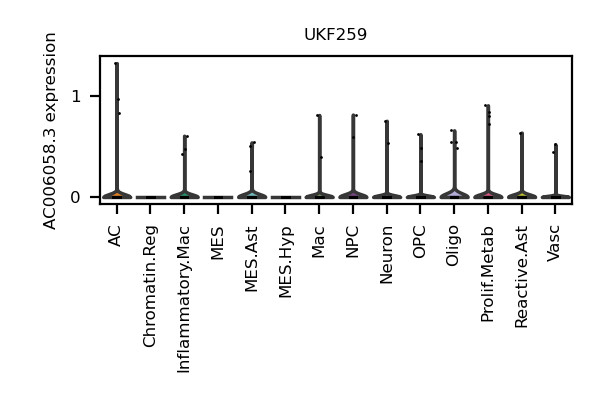 UKF259
AC006058.3 expression
1
0
AC
Chromatin.Reg
Inflammatory.Mac
MES
MES.Ast
MES.Hyp
Mac
NPC
Neuron
OPC
Oligo
Prolif.Metab
Reactive.Ast
Vasc